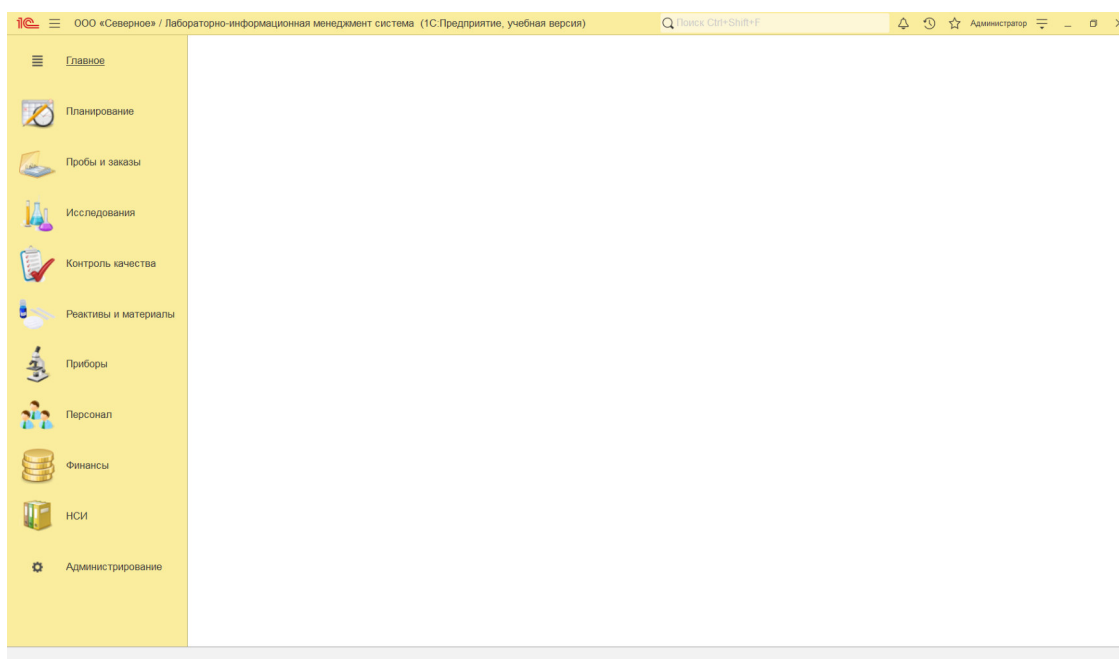 1С ООО «Северное» / Лабораторно-информационная менеджмент система (1С:Предприятие, учебная версия) Поиск Ctrl+Shift+F Администратор
Главное
Планирование
Пробы и заказы
Исследования
Контроль качества
Реактивы и материалы
Приборы
Персонал
Финансы
НСИ
Администрирование